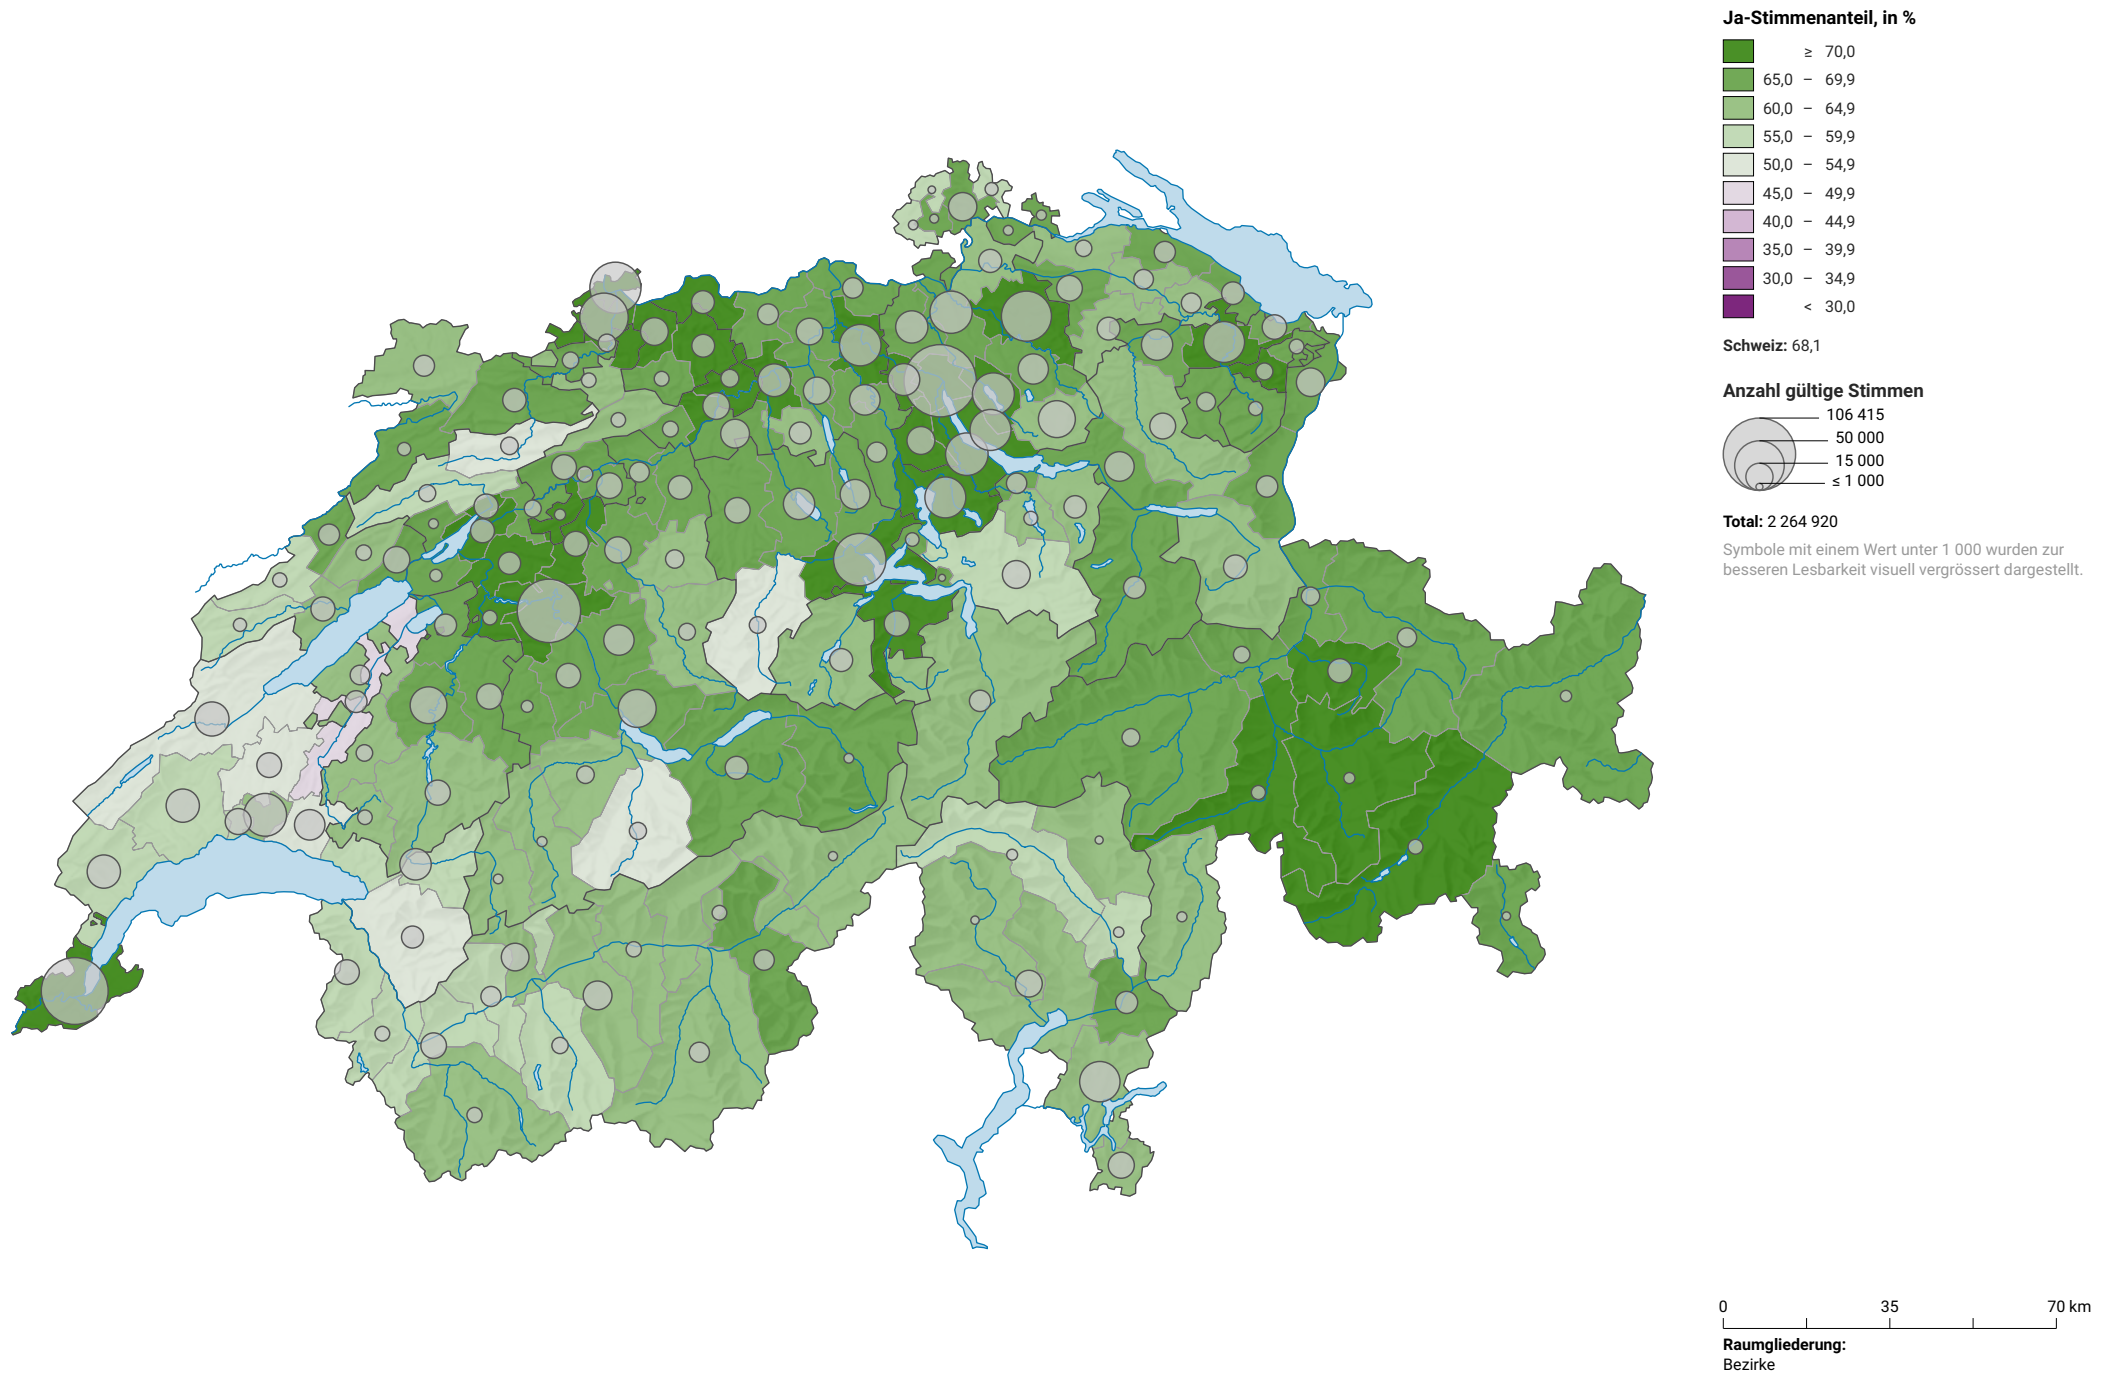 Ja-Stimmenanteil, in %
≥ 70,0
65,0 – 69,9
60,0 – 64,9
55,0 – 59,9
50,0 – 54,9
45,0 – 49,9
40,0 – 44,9
35,0 – 39,9
30,0 – 34,9
< 30,0
Schweiz: 68,1
Anzahl gültige Stimmen
106 415
50 000
15 000
≤ 1 000
Total: 2 264 920
Symbole mit einem Wert unter 1 000 wurden zur
besseren Lesbarkeit visuell vergrössert dargestellt.
0 35 70 km
Raumgliederung:
Bezirke